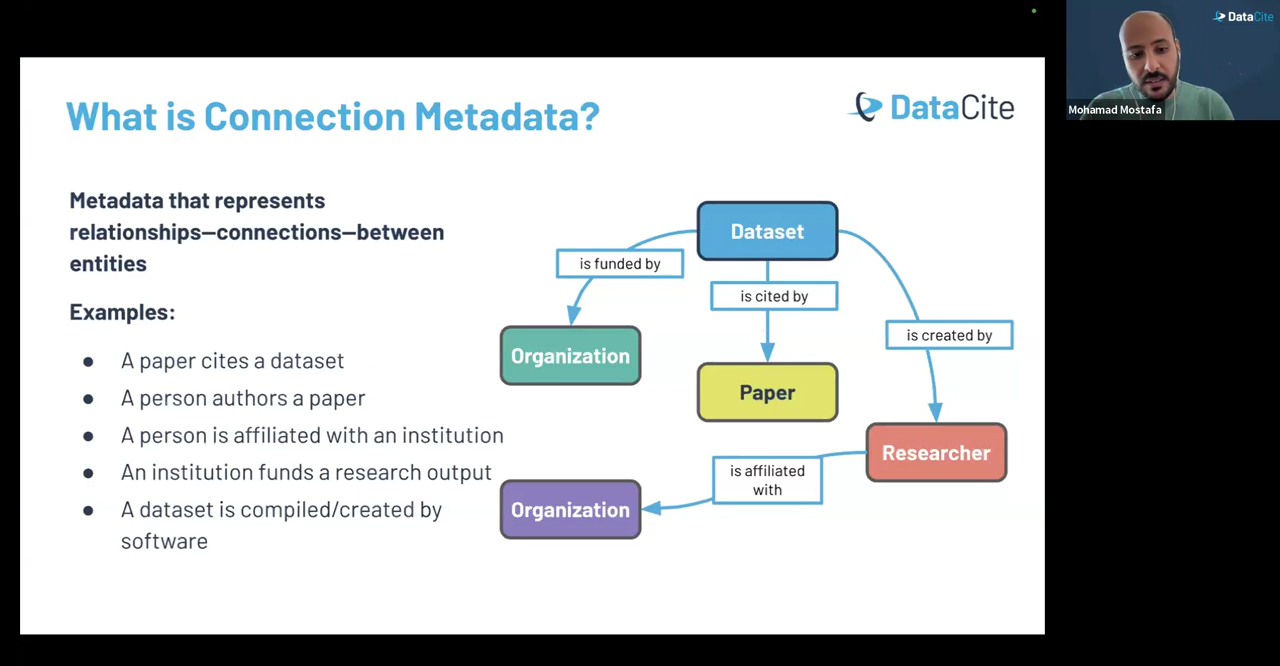 What is Connection Metadata?
DataCite
Metadata that represents
relationships—connections—between
entities
Examples:
● A paper cites a dataset
● A person authors a paper
● A person is affiliated with an institution
● An institution funds a research output
● A dataset is compiled/created by
software
Dataset
is funded by
is cited by
is created by
Organization
Paper
Researcher
is affiliated
with
Organization
DataCite
Mohamad Mostafa